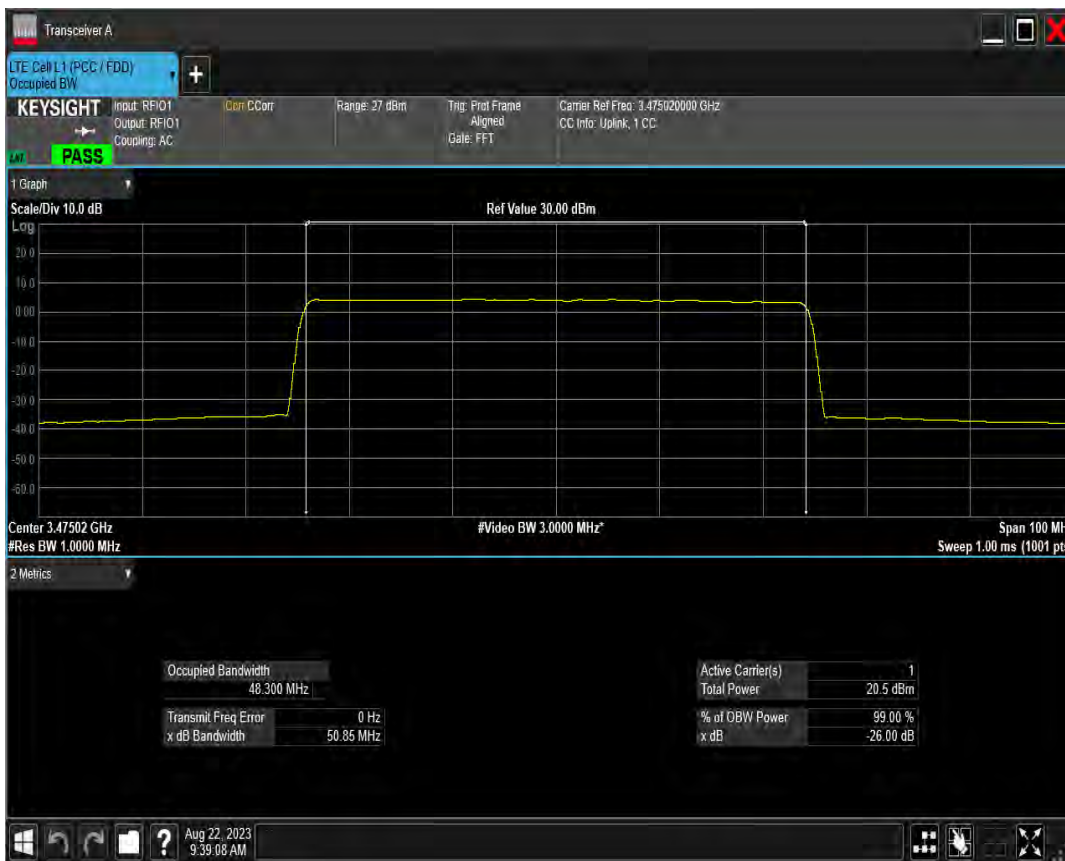 Transceiver A
LTE Cell L1 (PCC / FDD)
Occupied BW
+
KEYSIGHT
Input: RFIO1
Output: RFIO1
Coupling: AC
Corr CCorr
Range: 27 dBm
Trig: Prot Frame
Aligned
Gate: FFT
Carrier Ref Freq: 3.475020000 GHz
CC Info: Uplink, 1 CC
PASS
1 Graph
Scale/Div 10.0 dB
Ref Value 30.00 dBm
Log
20.0
10.0
0.00
-10.0
-20.0
-30.0
-40.0
-50.0
-60.0
Center 3.47502 GHz
#Video BW 3.0000 MHz*
Span 100 MH
#Res BW 1.0000 MHz
Sweep 1.00 ms (1001 pts
2 Metrics
Occupied Bandwidth
48.300 MHz
Transmit Freq Error 0 Hz
x dB Bandwidth 50.85 MHz
Active Carrier(s) 1
Total Power 20.5 dBm
% of OBW Power 99.00 %
x dB -26.00 dB
?
Aug 22, 2023
9:39:08 AM